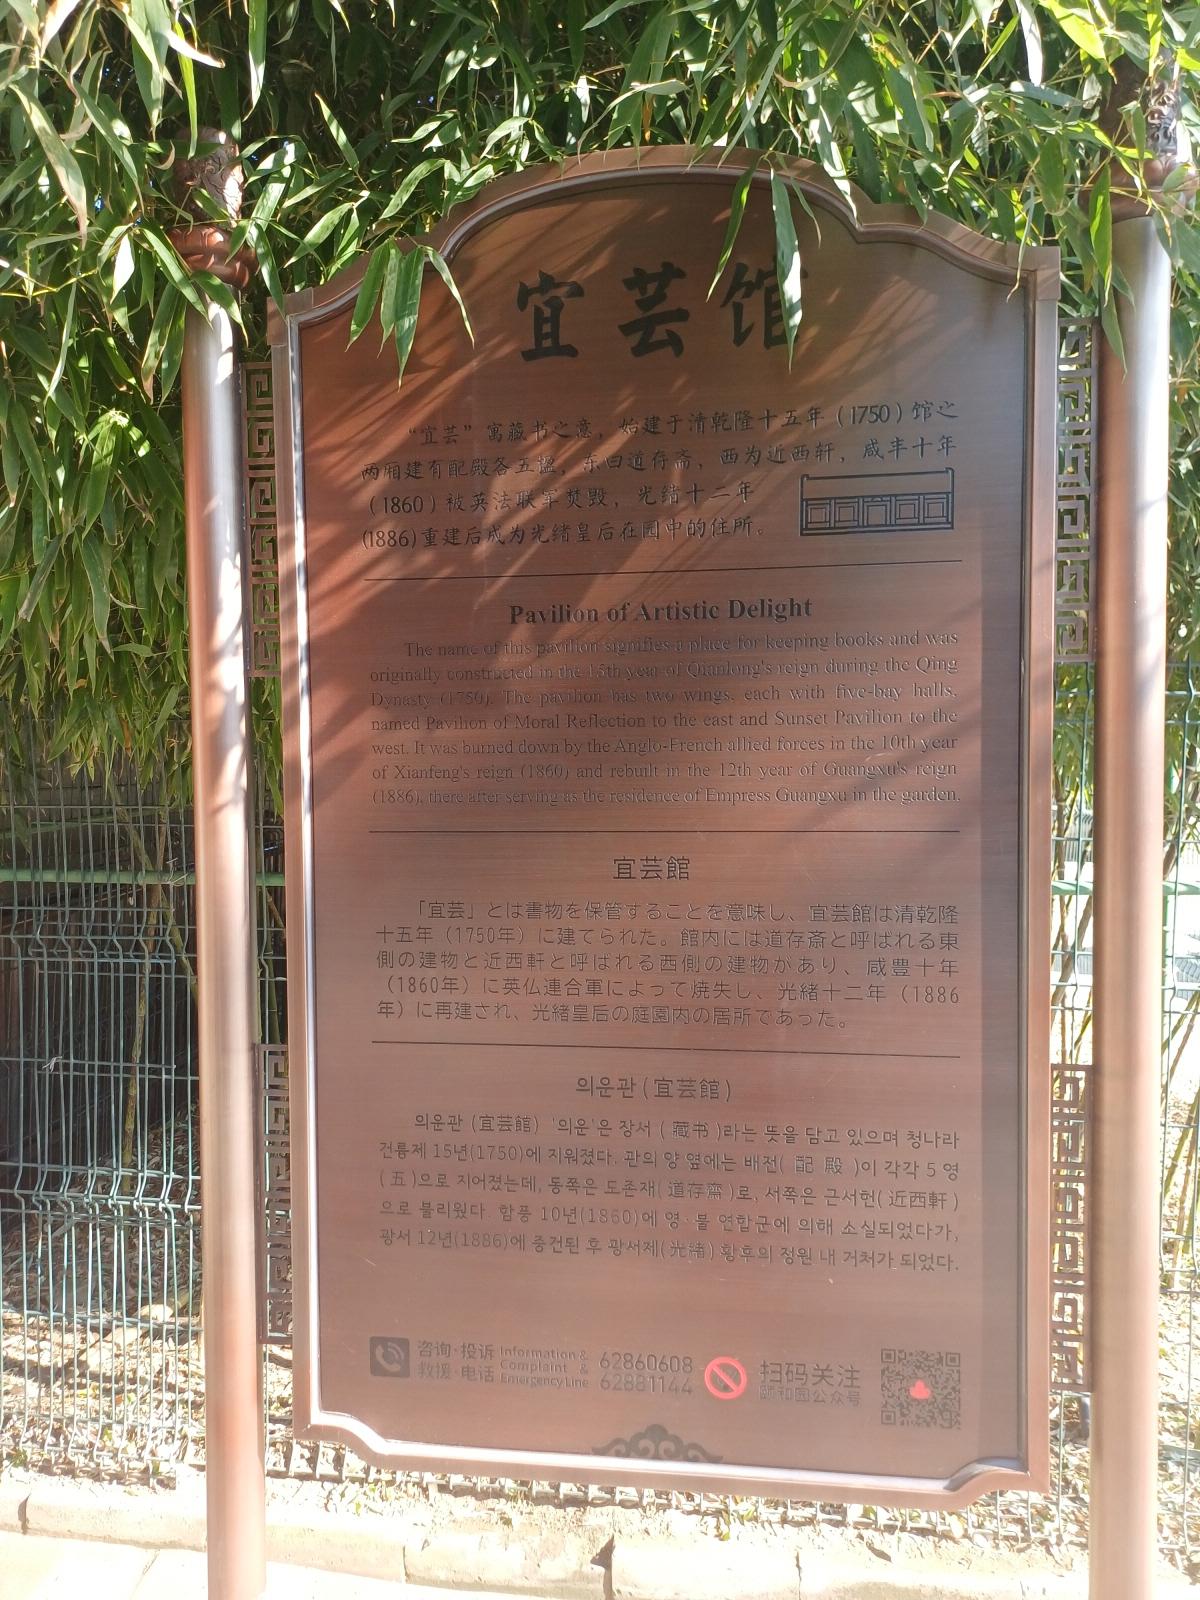 宜芸馆
“宜芸”寓藏书之意，始建于清乾隆十五年（1750）馆之
两厢建有配殿各五楹，东曰道存斋，西为近西轩，咸丰十年
（1860）被英法联军焚毁，光绪十二年
(1886)重建后成为光绪皇后在园中的住所。
Pavilion of Artistic Delight
The name of this pavilion signifies a place for keeping books and was
originally constructed in the 15th year of Qianlong's reign during the Qing
Dynasty (1750). The pavilion has two wings, each with five-bay halls,
named Pavilion of Moral Reflection to the east and Sunset Pavilion to the
west. It was burned down by the Anglo-French allied forces in the 10th year
of Xianfeng's reign (1860) and rebuilt in the 12th year of Guangxu's reign
(1886), there after serving as the residence of Empress Guangxu in the garden.
宜芸館
「宜芸」とは書物を保管することを意味し、宜芸館は清乾隆
十五年（1750年）に建てられた。館内には道存斎と呼ばれる東
側の建物と近西軒と呼ばれる西側の建物があり、咸豊十年
（1860年）に英仏連合軍によって焼失し、光緒十二年（1886
年）に再建され、光緒皇后の庭園内の居所であった。
의운관(宜芸館)
의운관 (宜芸館) '의운'은 장서 ( 藏书 )라는 뜻을 담고 있으며 청나라
건륭제 15년(1750)에 지워졌다. 관의 양 옆에는 배전( 配 殿 )이 각각 5 영
( 五 )으로 지어졌는데, 동쪽은 도존재( 道存齋 )로, 서쪽은 근서헌( 近西軒 )
으로 불리웠다. 함풍 10년(1860)에 영·불 연합군에 의해 소실되었다가,
광서 12년(1886)에 중건된 후 광서제(光緒) 황후의 정원 내 거처가 되었다.
咨询·投诉 Information & 62860608
救援·电话 Complaint & 62881144
Emergency Line
扫码关注
颐和园公众号